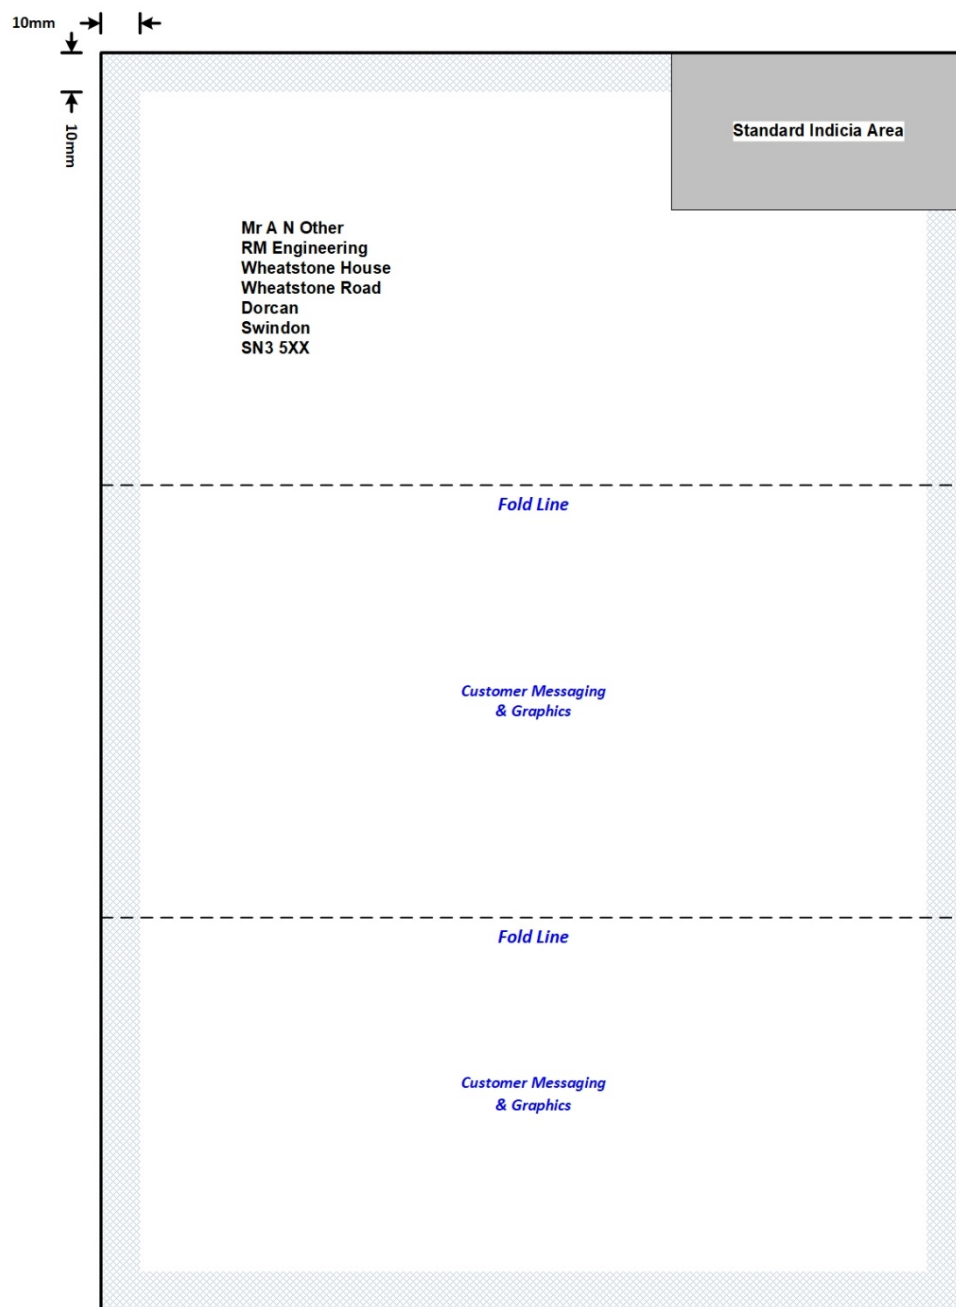 10mm
10mm
Standard Indicia Area
Mr A N Other
RM Engineering
Wheatstone House
Wheatstone Road
Dorcan
Swindon
SN3 5XX
Fold Line
Customer Messaging
& Graphics
Fold Line
Customer Messaging
& Graphics